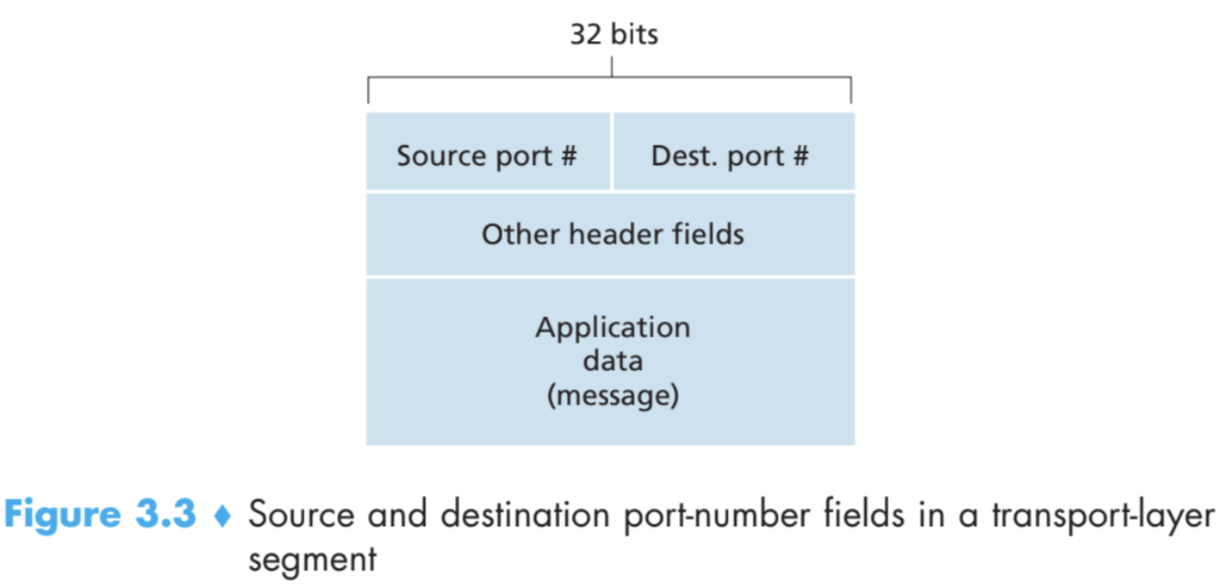 32 bits
Source port # Dest. port #
Other header fields
Application
data
(message)
Figure 3.3 ♦ Source and destination port-number fields in a transport-layer
segment